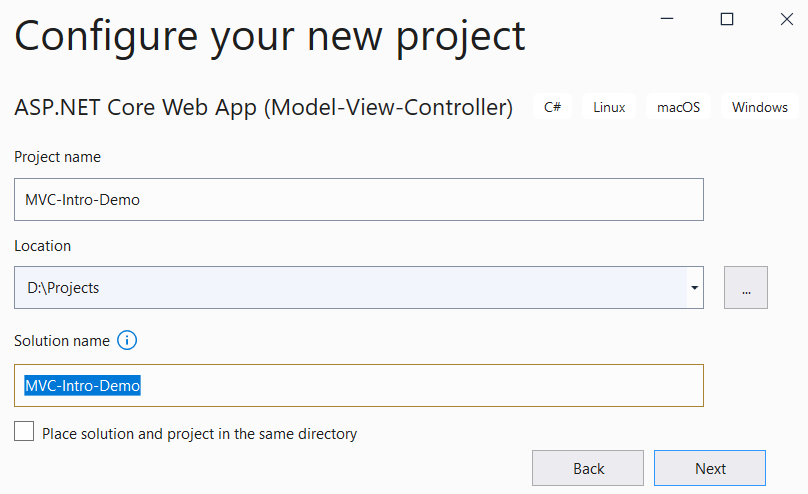 Configure your new project
ASP.NET Core Web App (Model-View-Controller) C# Linux macOS Windows
Project name
MVC-Intro-Demo
Location
D:\Projects
...
Solution name
MVC-Intro-Demo
Place solution and project in the same directory
Back Next